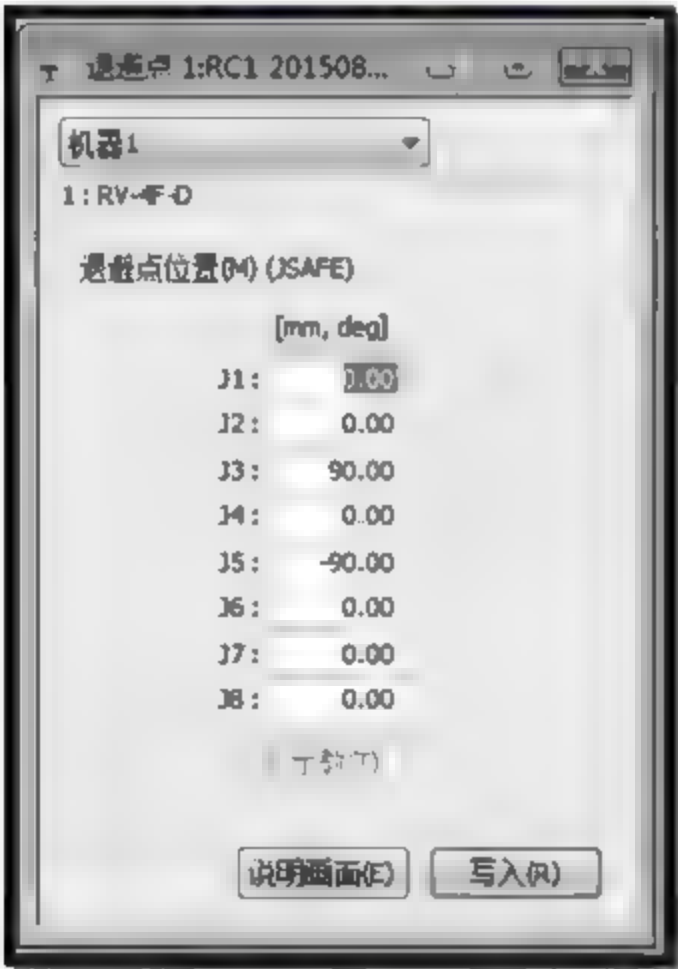 退避点 1:RC1 201508...
机器1
1:RV-4F-D
退避点位置(M) (JSAFE)
[mm, deg]
J1: 0.00
J2: 0.00
J3: 90.00
J4: 0.00
J5: -90.00
J6: 0.00
J7: 0.00
J8: 0.00
说明画面(E) 写入(R)